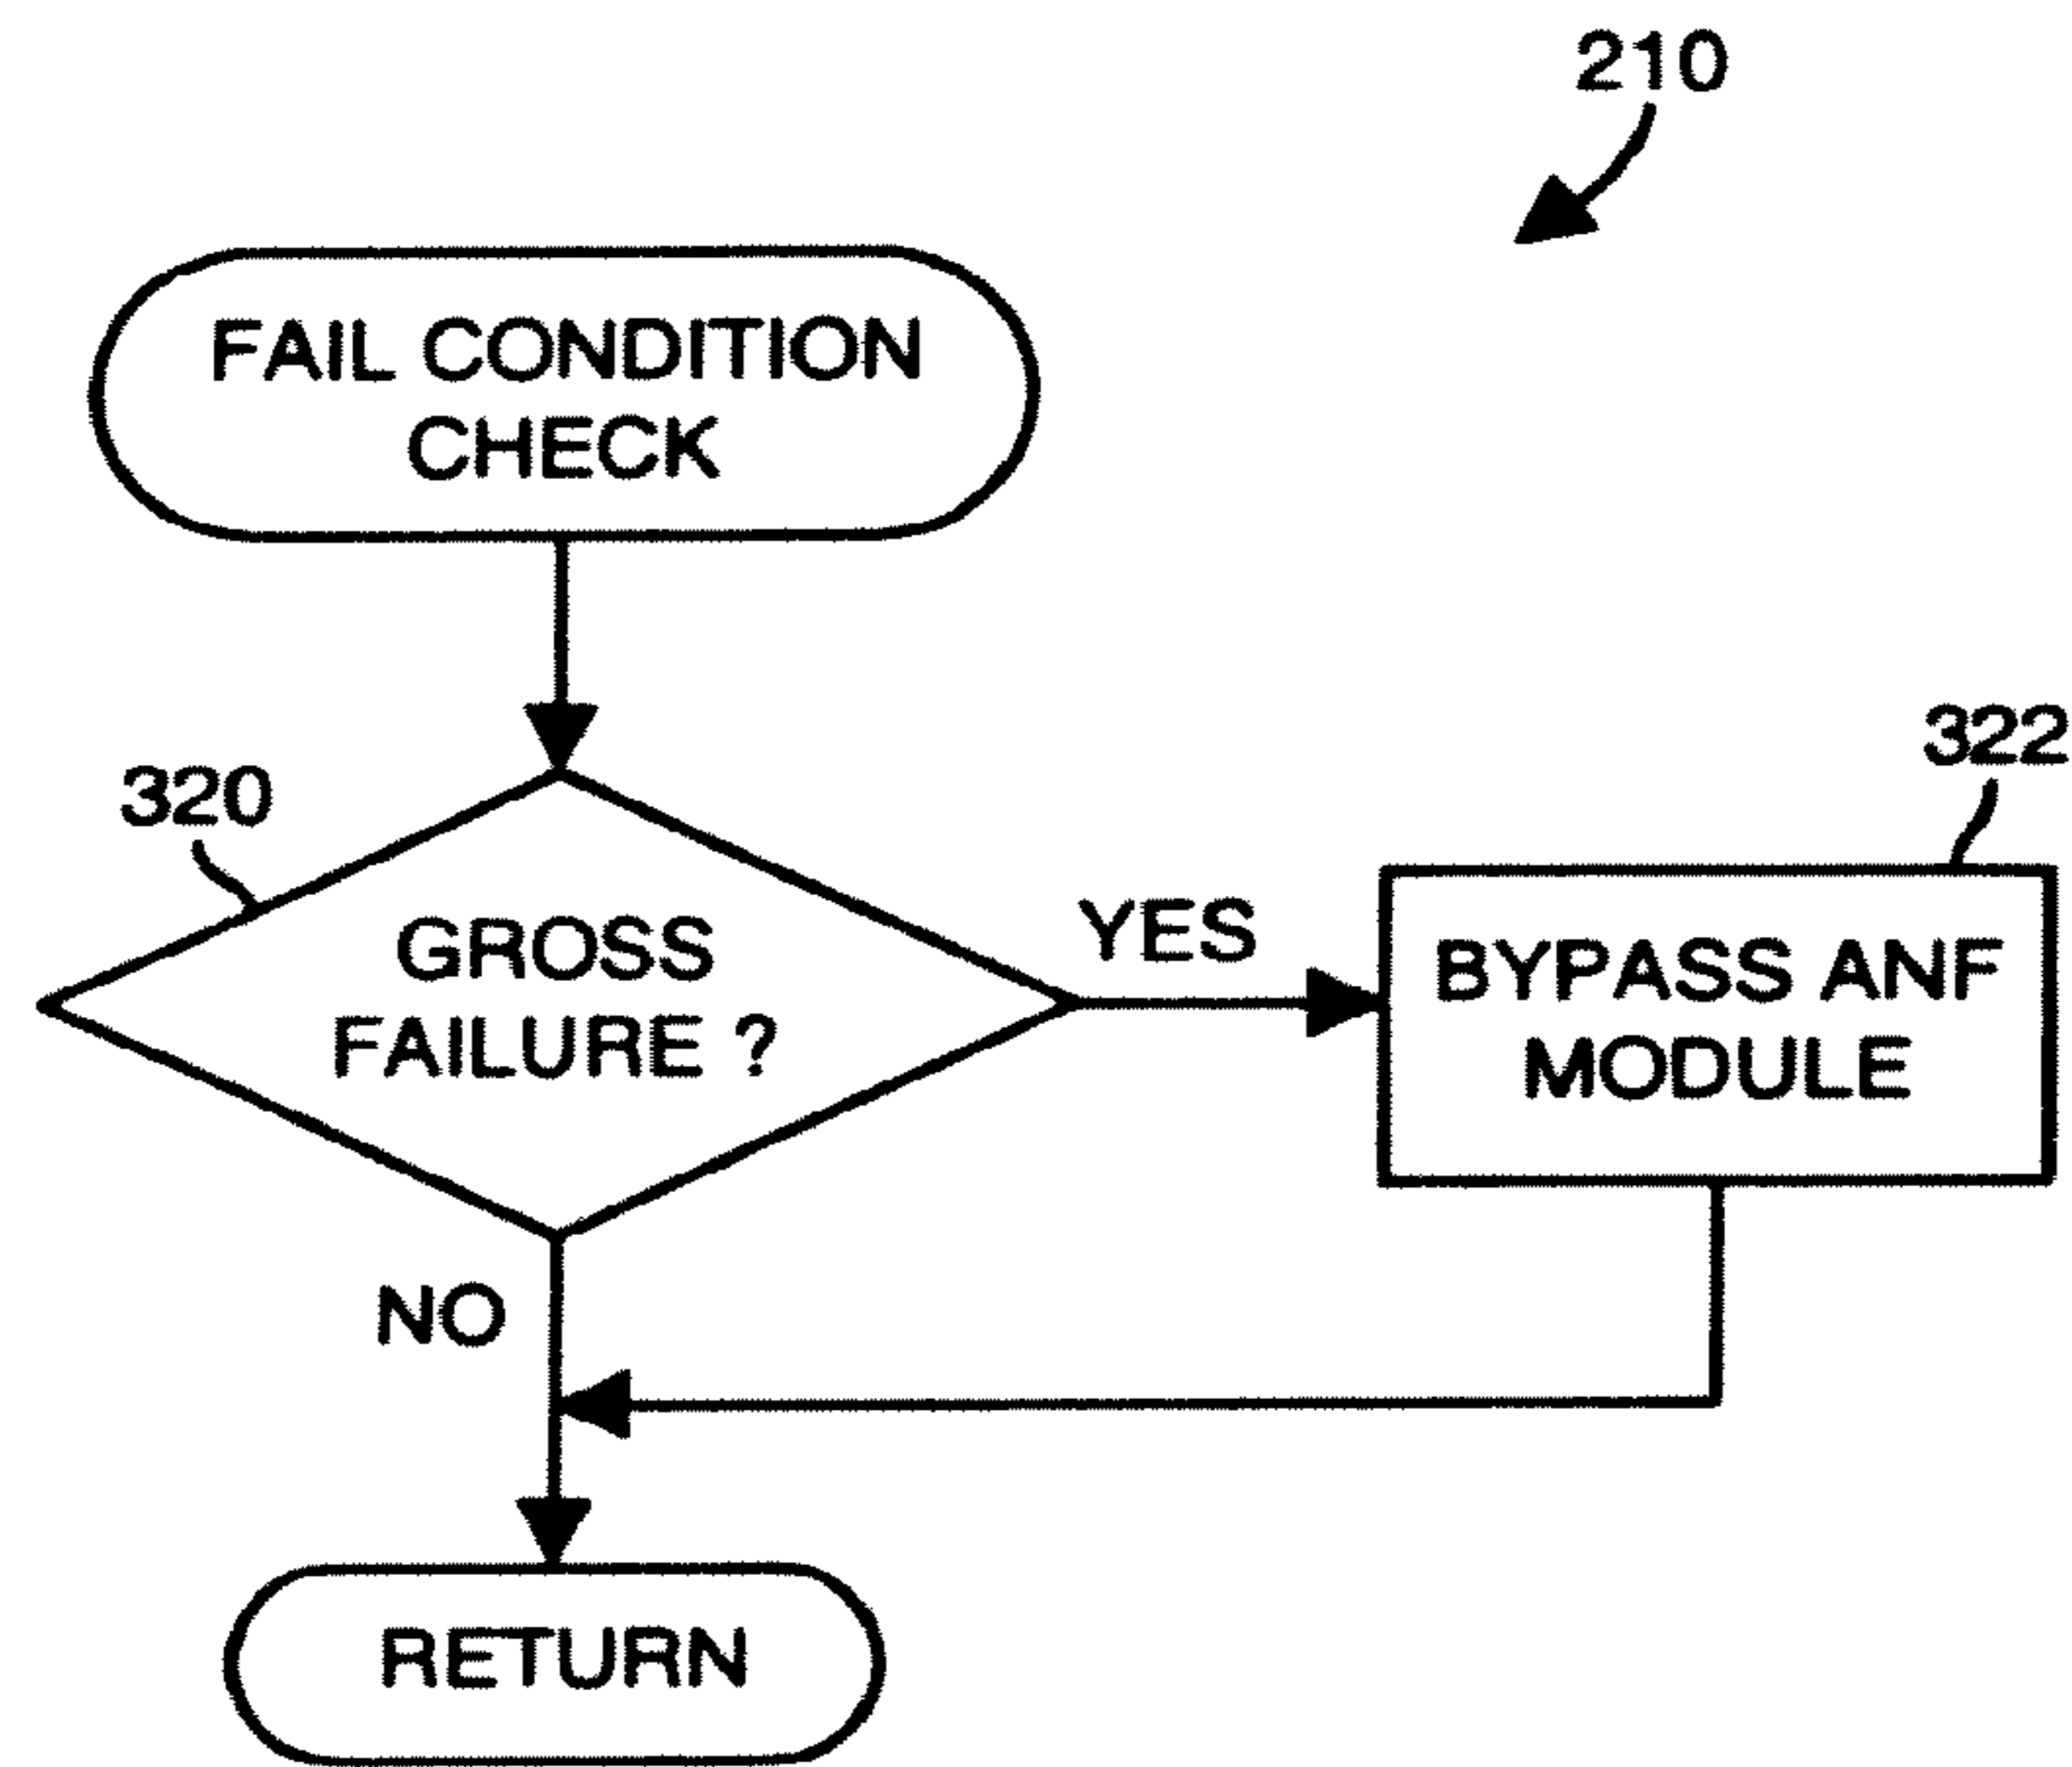 210
FAIL CONDITION
CHECK
320
GROSS
FAILURE ?
YES
322
BYPASS ANF
MODULE
NO
RETURN